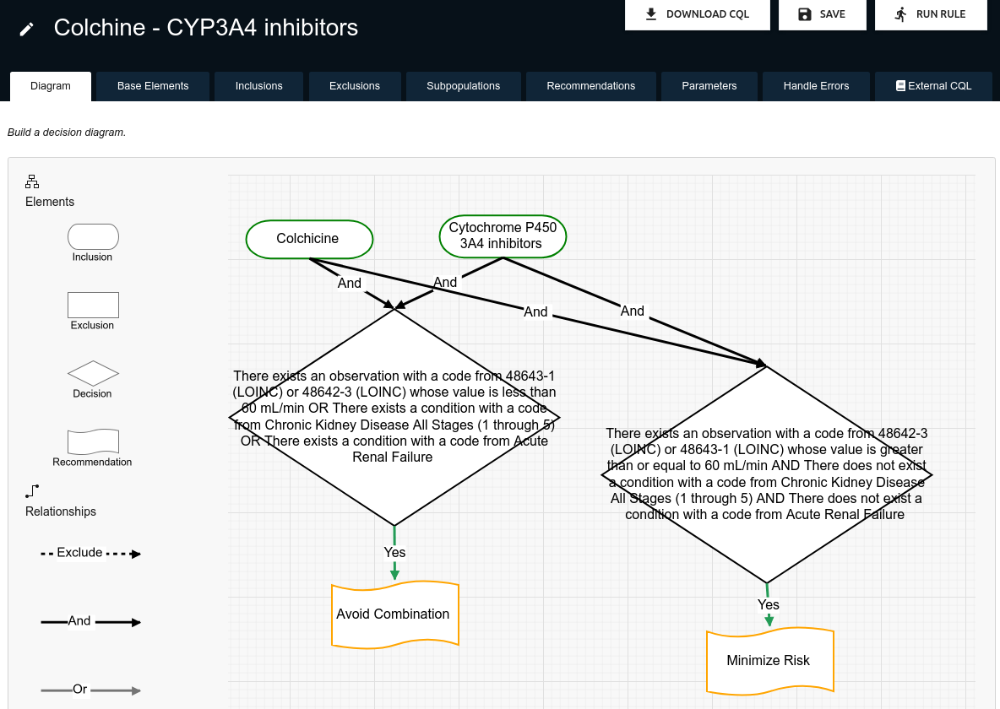 Colchine - CYP3A4 inhibitors
DOWNLOAD CQL
SAVE
RUN RULE
Diagram
Base Elements
Inclusions
Exclusions
Subpopulations
Recommendations
Parameters
Handle Errors
External CQL
Build a decision diagram.
Elements
Inclusion
Exclusion
Decision
Recommendation
Relationships
Exclude
And
Or
Colchicine
Cytochrome P450
3A4 inhibitors
And
And
And
And
There exists an observation with a code from 48643-1
(LOINC) or 48642-3 (LOINC) whose value is less than
60 mL/min OR There exists a condition with a code
from Chronic Kidney Disease All Stages (1 through 5)
OR There exists a condition with a code from Acute
Renal Failure
Yes
Avoid Combination
There exists an observation with a code from 48642-3
(LOINC) or 48643-1 (LOINC) whose value is greater
than or equal to 60 mL/min AND There does not exist
a condition with a code from Chronic Kidney Disease
All Stages (1 through 5) AND There does not exist a
condition with a code from Acute Renal Failure
Yes
Minimize Risk